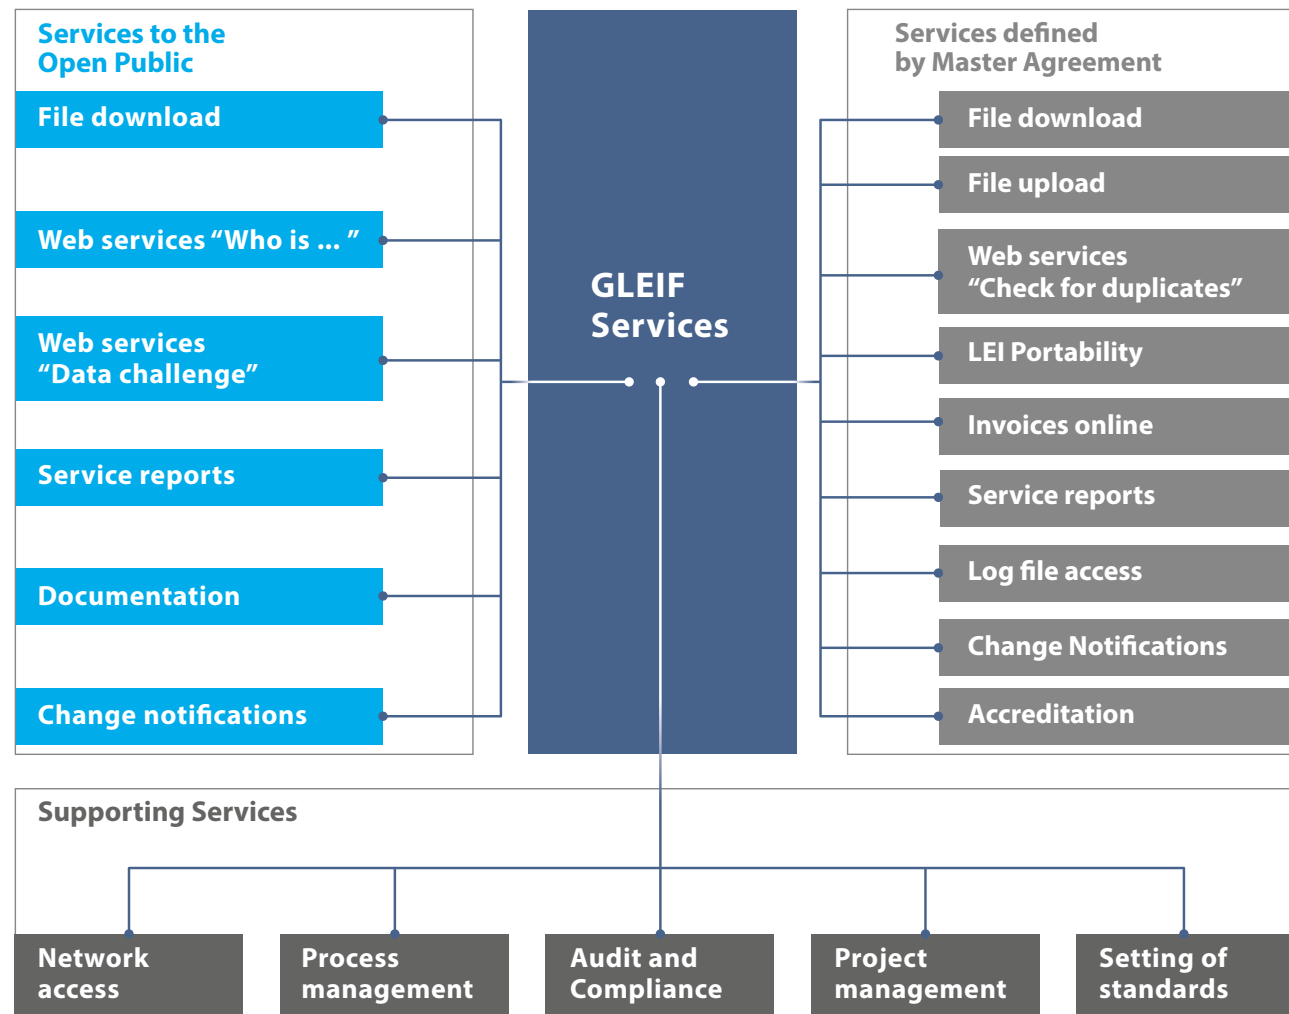 Services to the
Open Public
File download
Web services “Who is ... ”
Web services
“Data challenge”
Service reports
Documentation
Change notifications
GLEIF
Services
Services defined
by Master Agreement
File download
File upload
Web services
“Check for duplicates”
LEI Portability
Invoices online
Service reports
Log file access
Change Notifications
Accreditation
Supporting Services
Network
access
Process
management
Audit and
Compliance
Project
management
Setting of
standards